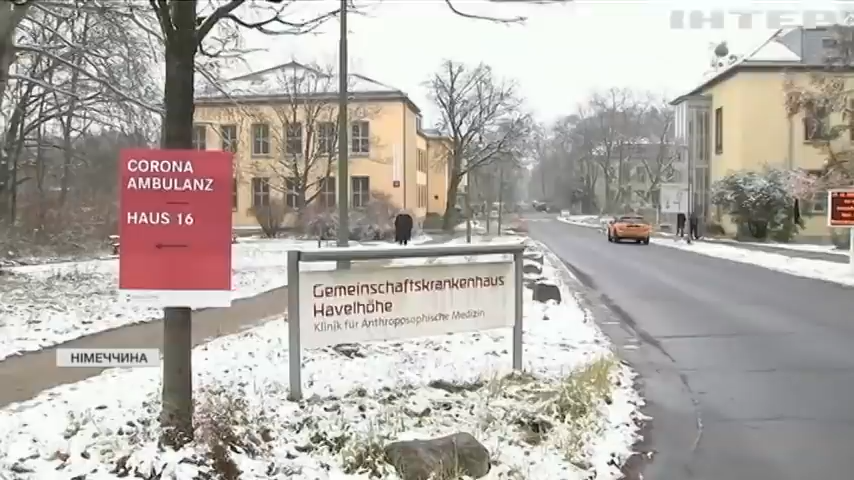 ІНТЕР
CORONA
AMBULANZ
HAUS 16
Gemeinschaftskrankenhaus
Havelhöhe
Klinik für Anthroposophische Medizin
НІМЕЧЧИНА